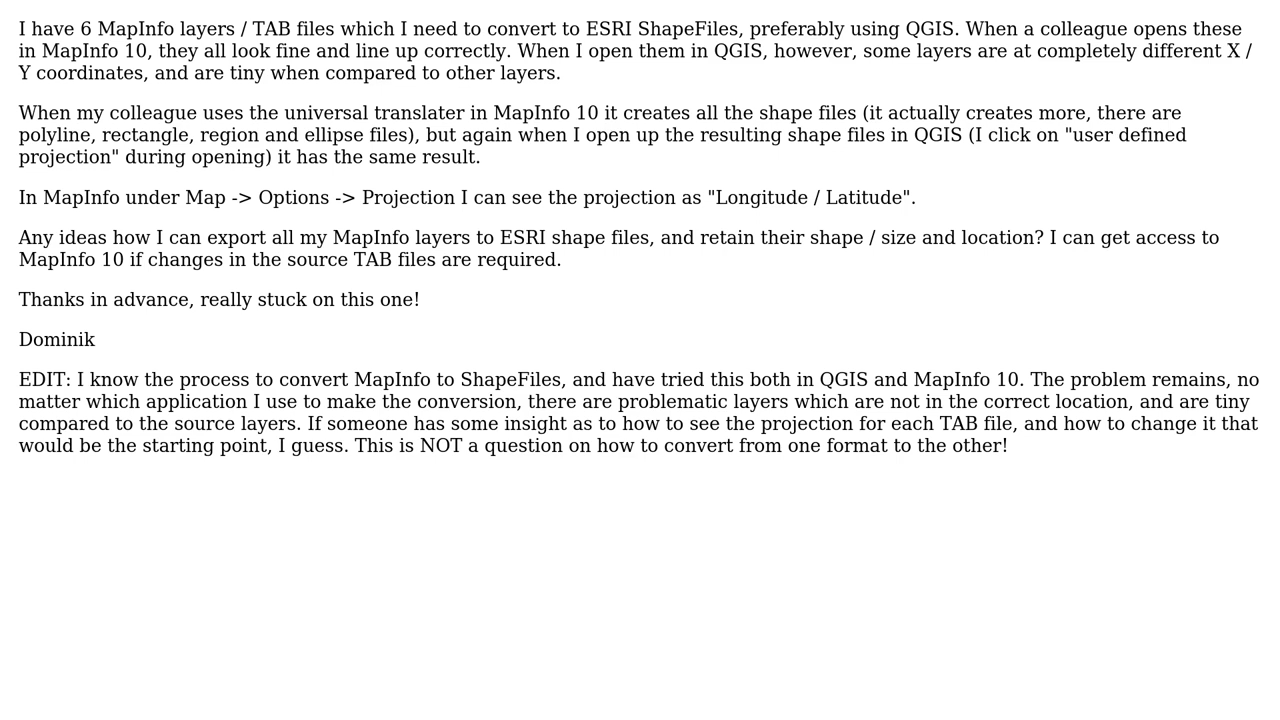 I have 6 MapInfo layers / TAB files which I need to convert to ESRI ShapeFiles, preferably using QGIS. When a colleague opens these
in MapInfo 10, they all look fine and line up correctly. When I open them in QGIS, however, some layers are at completely different X /
Y coordinates, and are tiny when compared to other layers.
When my colleague uses the universal translater in MapInfo 10 it creates all the shape files (it actually creates more, there are
polyline, rectangle, region and ellipse files), but again when I open up the resulting shape files in QGIS (I click on "user defined
projection" during opening) it has the same result.
In MapInfo under Map -> Options -> Projection I can see the projection as "Longitude / Latitude".
Any ideas how I can export all my MapInfo layers to ESRI shape files, and retain their shape / size and location? I can get access to
MapInfo 10 if changes in the source TAB files are required.
Thanks in advance, really stuck on this one!
Dominik
EDIT: I know the process to convert MapInfo to ShapeFiles, and have tried this both in QGIS and MapInfo 10. The problem remains, no
matter which application I use to make the conversion, there are problematic layers which are not in the correct location, and are tiny
compared to the source layers. If someone has some insight as to how to see the projection for each TAB file, and how to change it that
would be the starting point, I guess. This is NOT a question on how to convert from one format to the other!